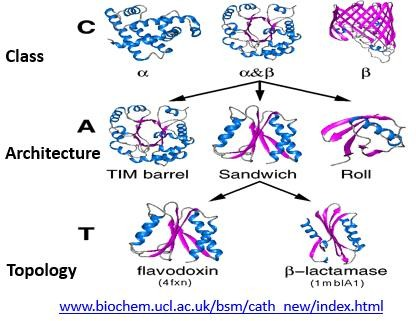 C
Class
α
α&β
β
A
Architecture
TIM barrel
Sandwich
Roll
T
Topology
flavodoxin
(4fxn)
β-lactamase
(1mblA1)
www.biochem.ucl.ac.uk/bsm/cath_new/index.html